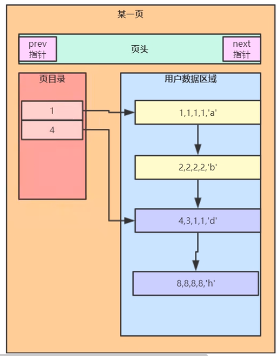 某一页
prev
指针
页头
next
指针
页目录
用户数据区域
1
4
1,1,1,1,'a'
2,2,2,2,'b'
4,3,1,1,'d'
8,8,8,8,'h'